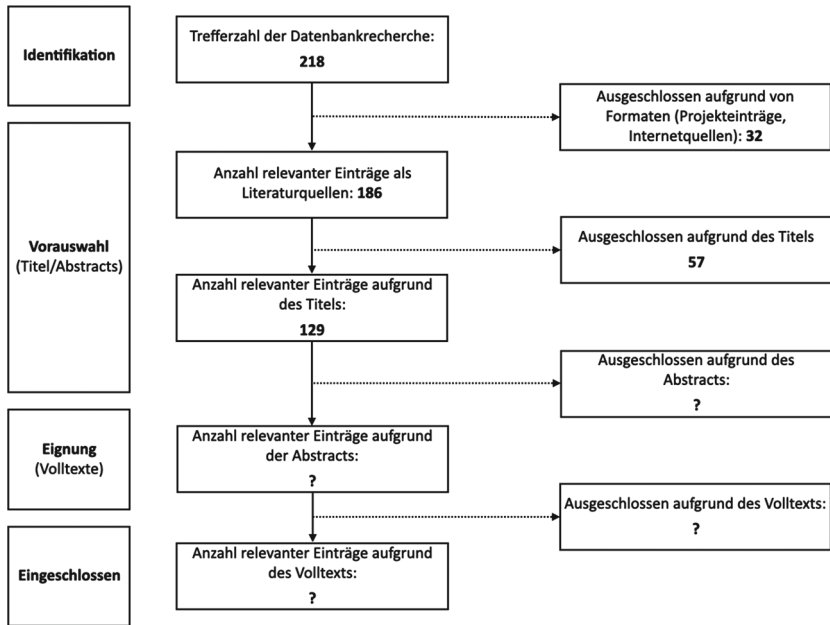 Identifikation
Trefferzahl der Datenbankrecherche:
218
Ausgeschlossen aufgrund von
Formaten (Projekteinträge,
Internetquellen): 32
Vorauswahl
(Titel/Abstracts)
Anzahl relevanter Einträge als
Literaturquellen: 186
Ausgeschlossen aufgrund des Titels
57
Anzahl relevanter Einträge aufgrund
des Titels:
129
Ausgeschlossen aufgrund des
Abstracts:
?
Eignung
(Volltexte)
Anzahl relevanter Einträge aufgrund
der Abstracts:
?
Ausgeschlossen aufgrund des Volltexts:
?
Eingeschlossen
Anzahl relevanter Einträge aufgrund
des Volltexts:
?